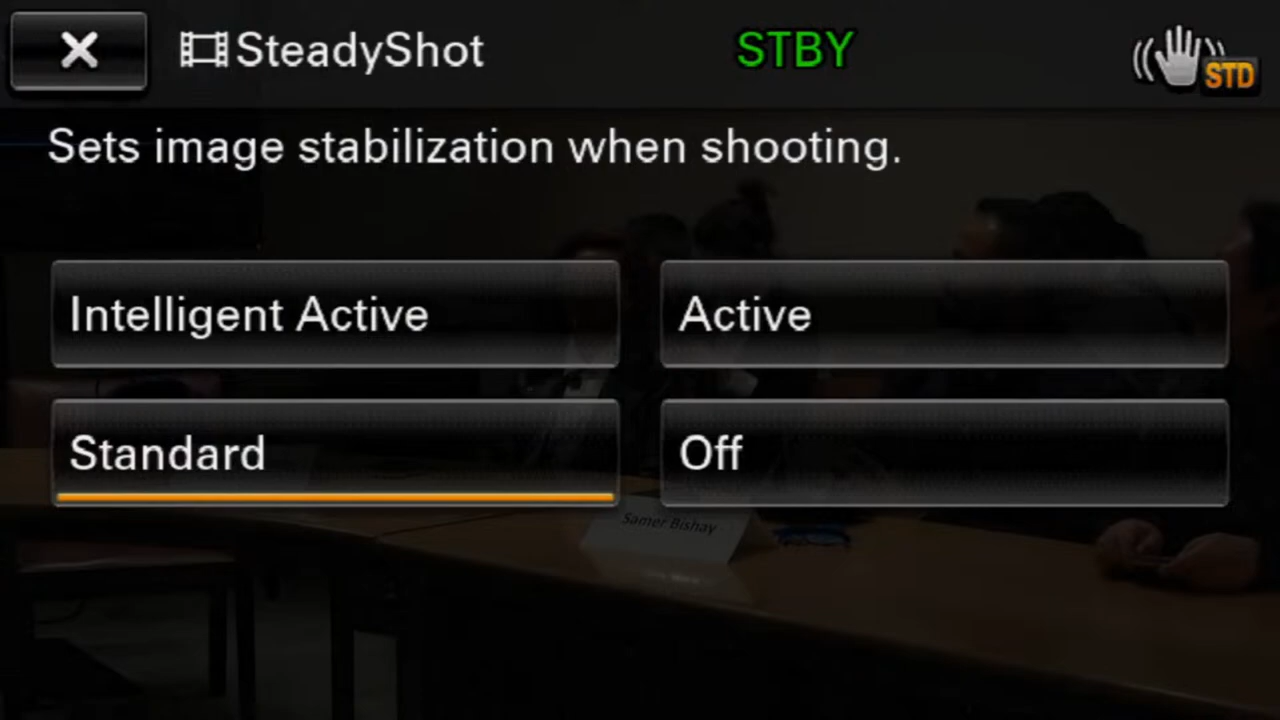 SteadyShot
STBY
STD
Sets image stabilization when shooting.
Intelligent Active
Active
Standard
Off
Samer Bishay